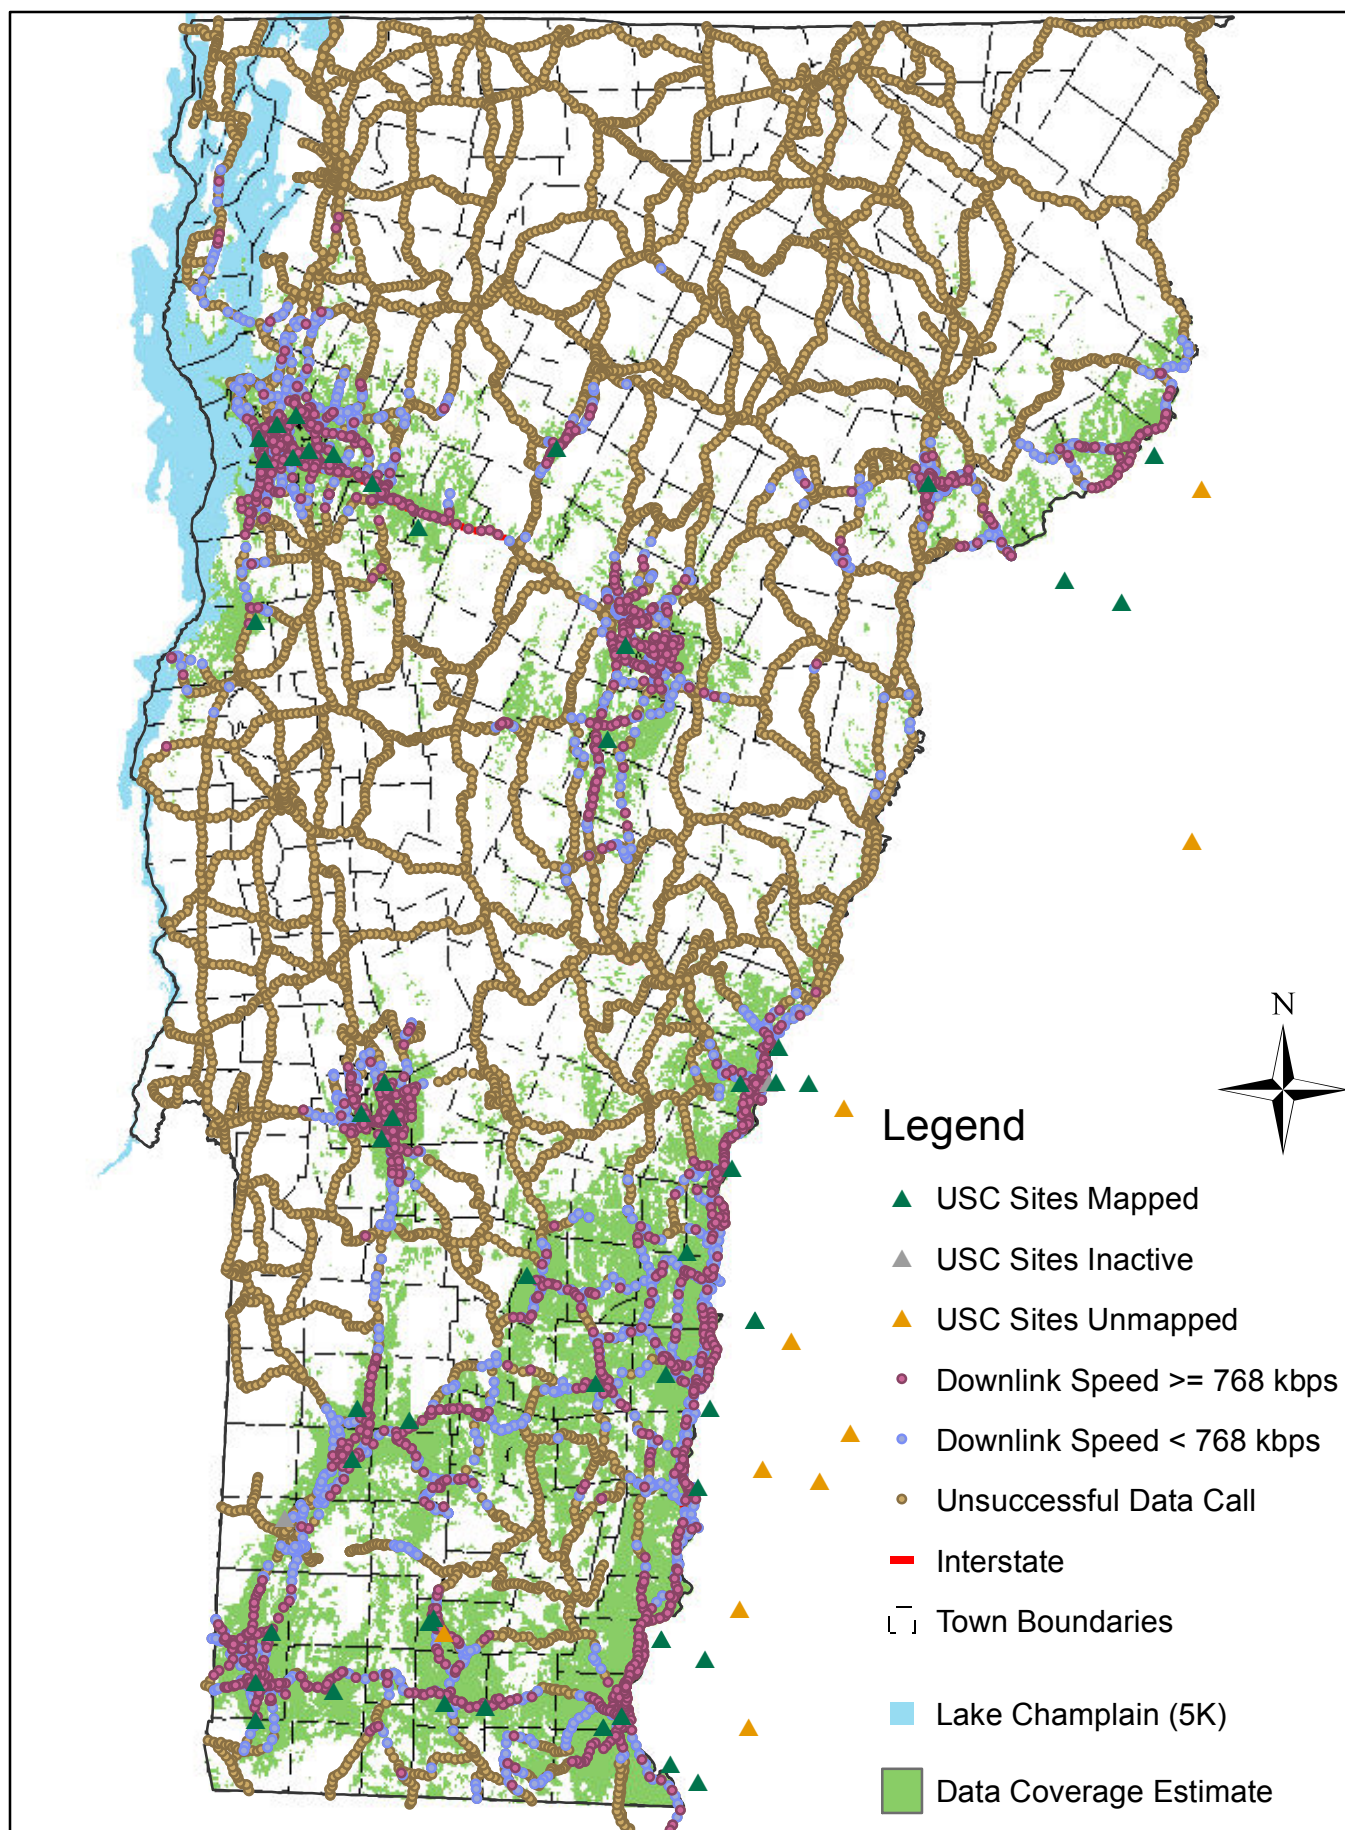 N
Legend
USC Sites Mapped
USC Sites Inactive
USC Sites Unmapped
Downlink Speed >= 768 kbps
Downlink Speed < 768 kbps
Unsuccessful Data Call
Interstate
Town Boundaries
Lake Champlain (5K)
Data Coverage Estimate